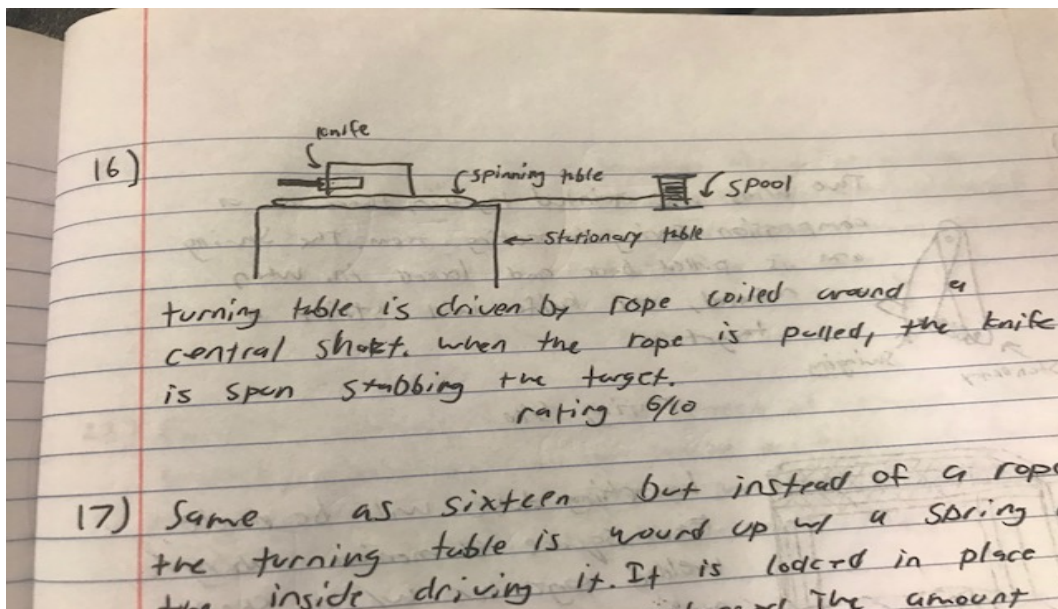 16)
knife
spinning table
spool
stationary table
turning table is driven by rope coiled around a
central shaft. when the rope is pulled, the knife
is spun stabbing the target.
rating 6/10
17) Same as sixteen but instead of a rope
the turning table is wound up w/ a spring
the inside driving it. It is locked in place
The amount